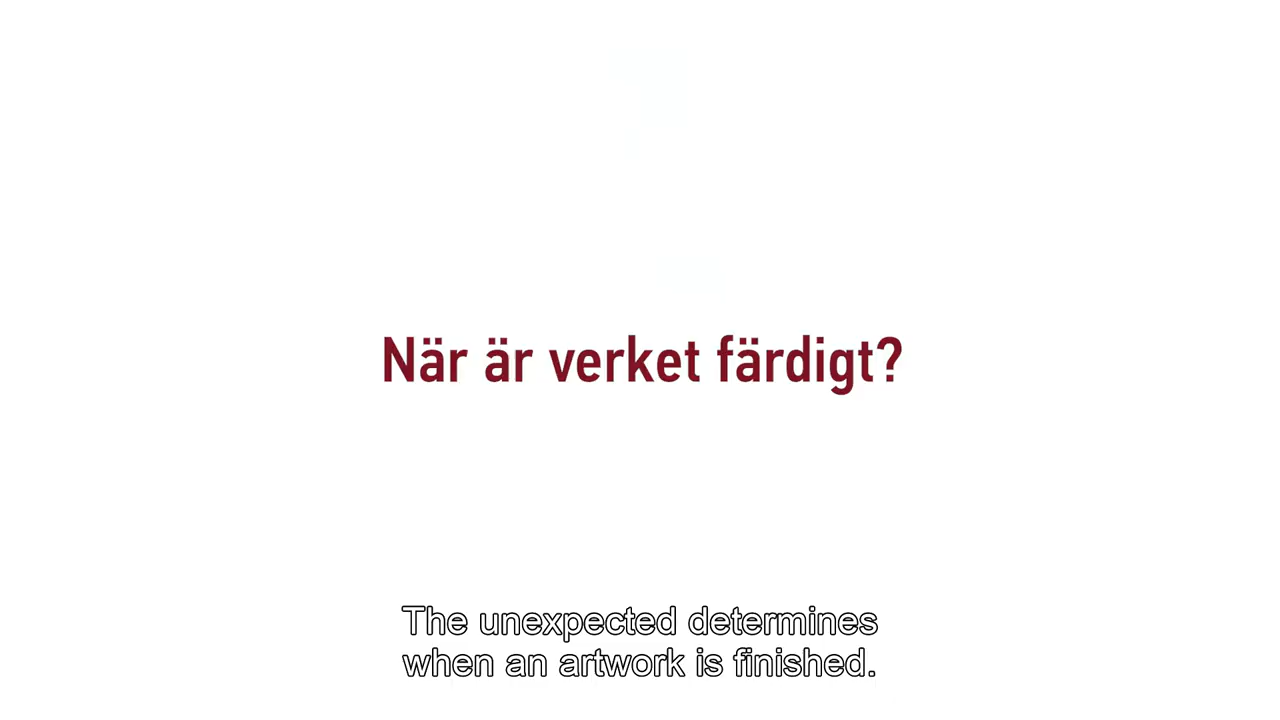 När är verket färdigt?
The unexpected determines
when an artwork is finished.